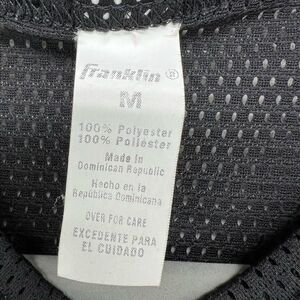 Franklin ®
M
100% Polyester
100% Poliéster
Made in
Dominican Republic
Hecho en la
República Dominicana
OVER FOR CARE
EXCEDENTE PARA
EL CUIDADO